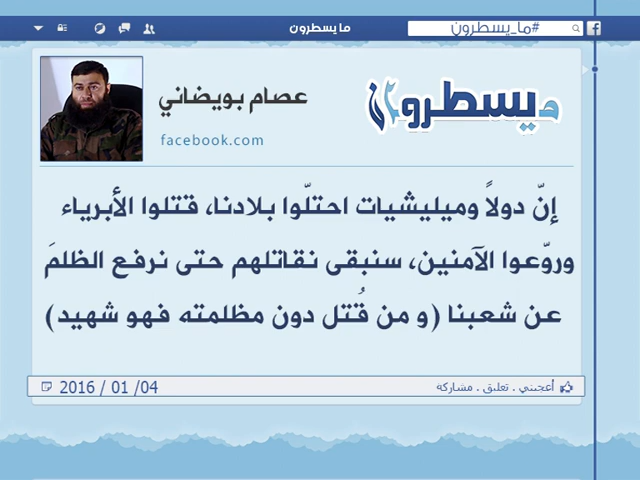 ما يسطرون
#ما_يسطرون
عصام بويضاني
facebook.com
ما يسطرون
إنّ دولاً وميليشيات احتلّوا بلادنا، قتلوا الأبرياء
وروّعوا الآمنين، سنبقى نقاتلهم حتى نرفع الظلمَ
عن شعبنا (و من قُتل دون مظلمته فهو شهيد)
2016 / 01 /04
أعجبني . تعليق . مشاركة